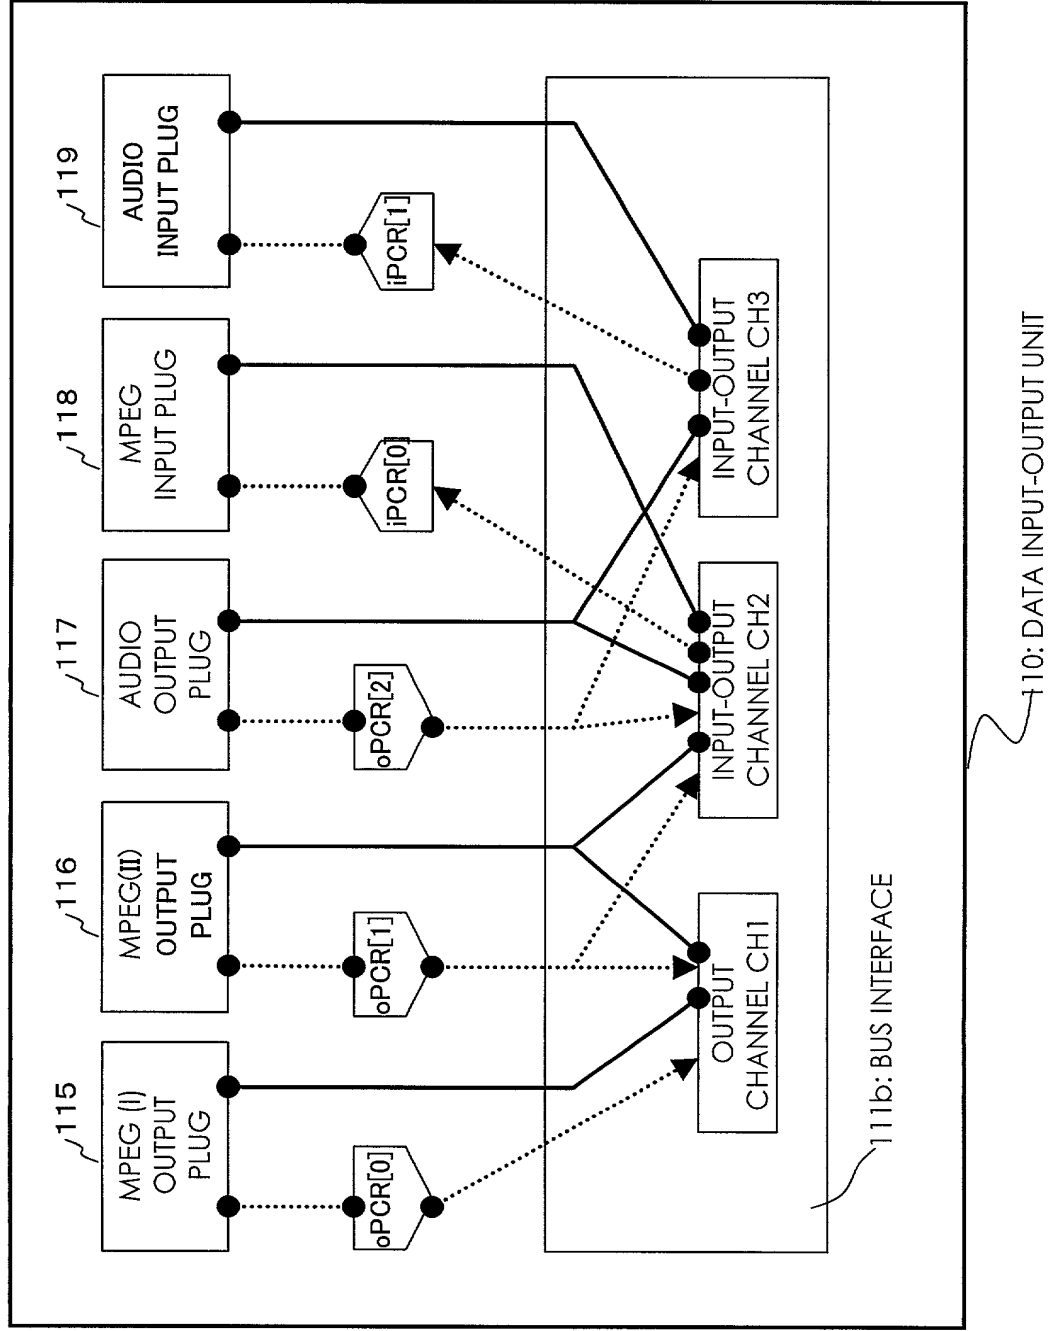 115
MPEG (I)
OUTPUT
PLUG
116
MPEG(II)
OUTPUT
PLUG
117
AUDIO
OUTPUT
PLUG
118
MPEG
INPUT PLUG
119
AUDIO
INPUT PLUG
oPCR[0]
oPCR[1]
oPCR[2]
iPCR[0]
iPCR[1]
OUTPUT
CHANNEL CH1
INPUT-OUTPUT
CHANNEL CH2
INPUT-OUTPUT
CHANNEL CH3
111b: BUS INTERFACE
110: DATA INPUT-OUTPUT UNIT